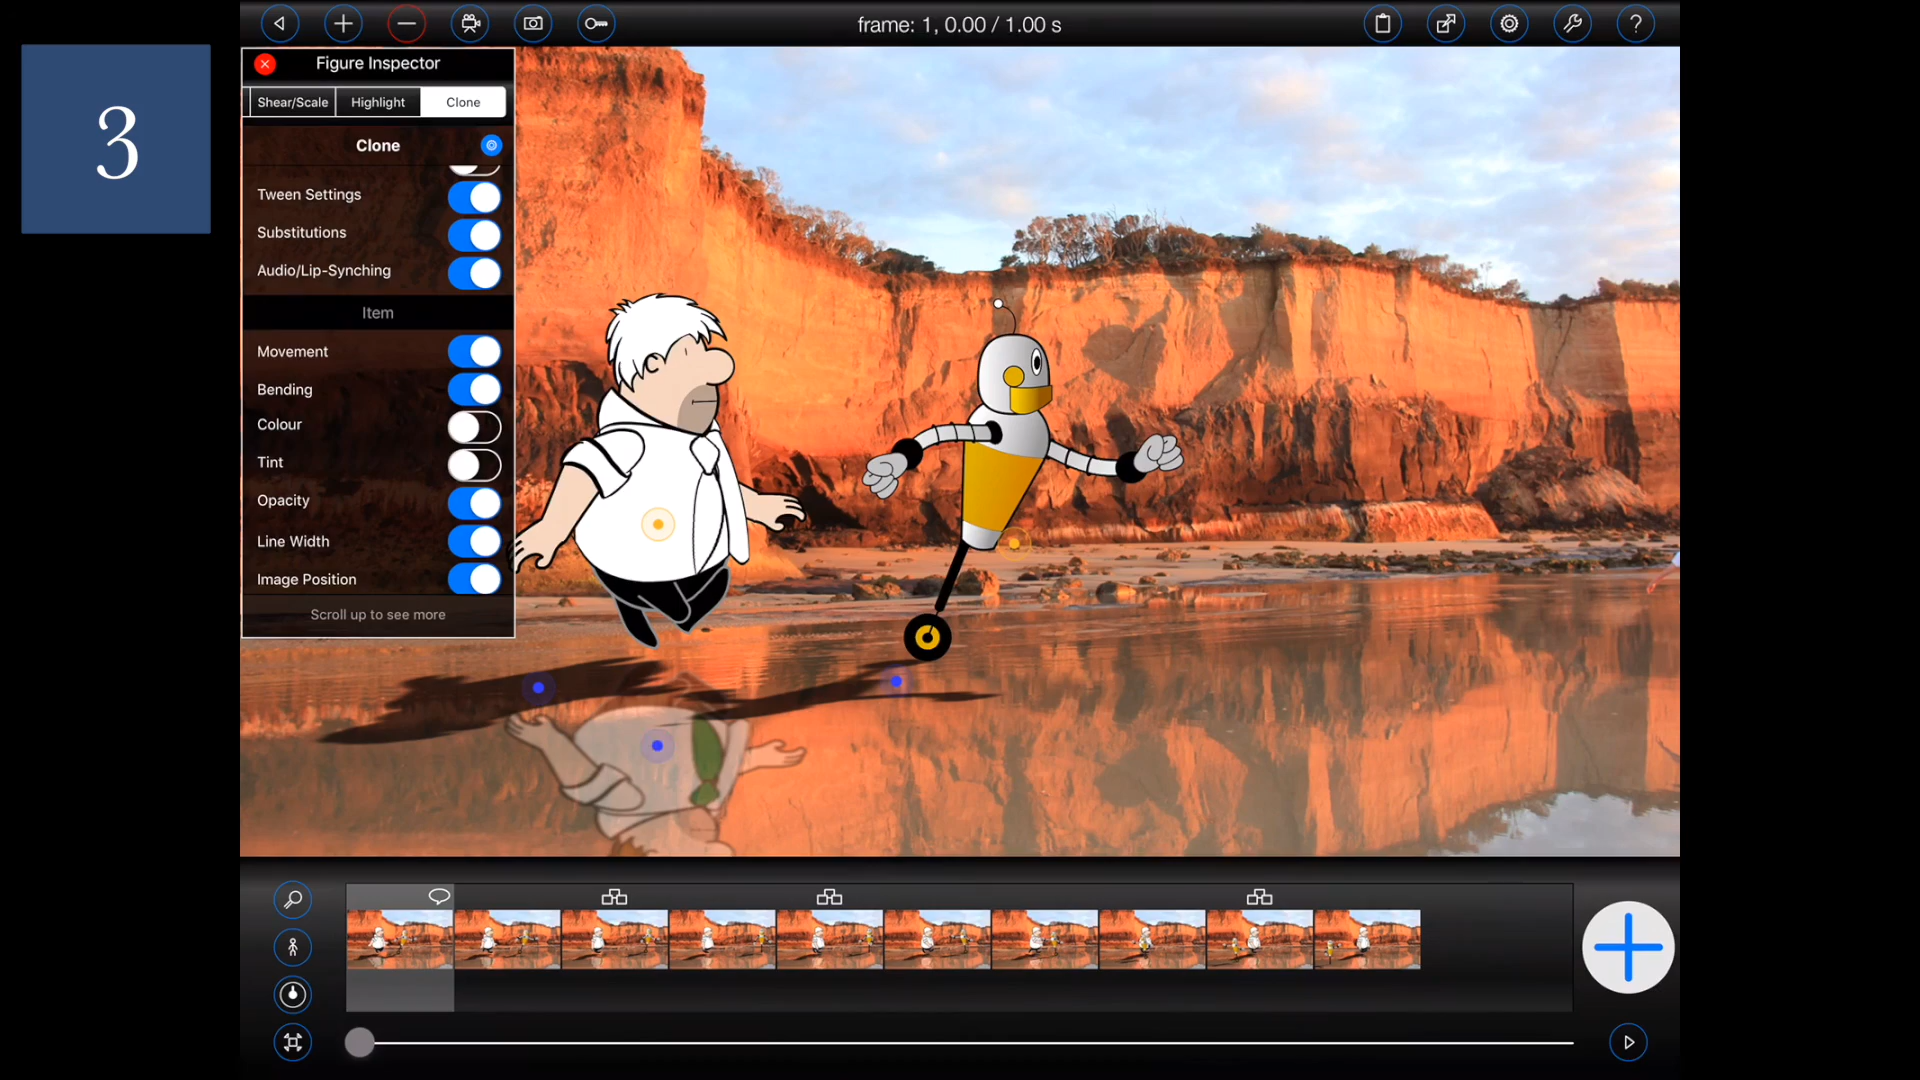 3
frame: 1, 0.00 / 1.00 s
?
Figure Inspector
Shear/Scale Highlight Clone
Clone
Tween Settings
Substitutions
Audio/Lip-Synching
Item
Movement
Bending
Colour
Tint
Opacity
Line Width
Image Position
Scroll up to see more